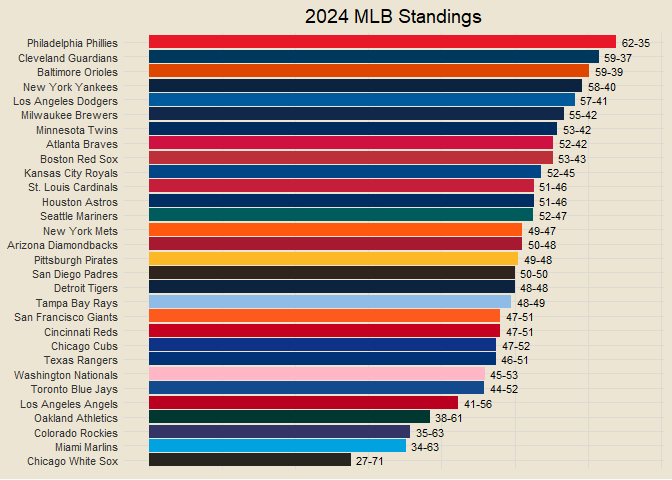 2024 MLB Standings
Philadelphia Phillies 62-35
Cleveland Guardians 59-37
Baltimore Orioles 59-39
New York Yankees 58-40
Los Angeles Dodgers 57-41
Milwaukee Brewers 55-42
Minnesota Twins 53-42
Atlanta Braves 52-42
Boston Red Sox 53-43
Kansas City Royals 52-45
St. Louis Cardinals 51-46
Houston Astros 51-46
Seattle Mariners 52-47
New York Mets 49-47
Arizona Diamondbacks 50-48
Pittsburgh Pirates 49-48
San Diego Padres 50-50
Detroit Tigers 48-48
Tampa Bay Rays 48-49
San Francisco Giants 47-51
Cincinnati Reds 47-51
Chicago Cubs 47-52
Texas Rangers 46-51
Washington Nationals 45-53
Toronto Blue Jays 44-52
Los Angeles Angels 41-56
Oakland Athletics 38-61
Colorado Rockies 35-63
Miami Marlins 34-63
Chicago White Sox 27-71